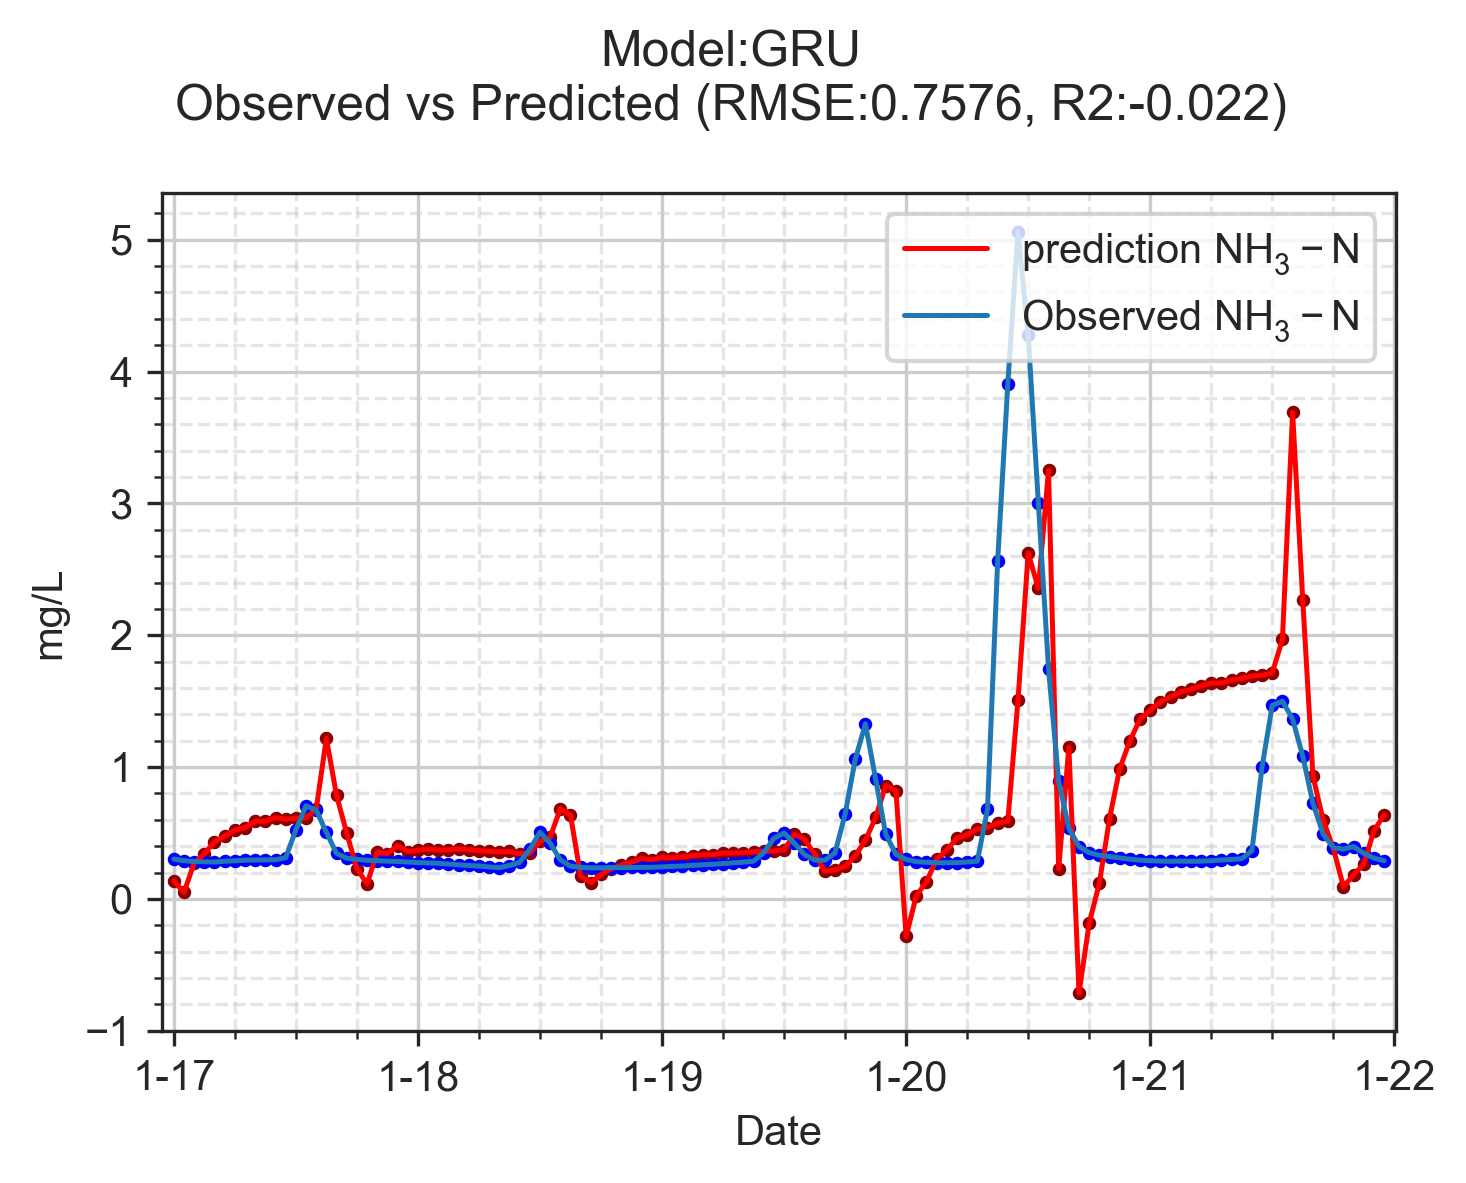 Model:GRU
Observed vs Predicted (RMSE:0.7576, R2:-0.022)
prediction NH₃ − N
Observed NH₃ − N
5
4
3
2
1
0
−1
mg/L
1-17 1-18 1-19 1-20 1-21 1-22
Date